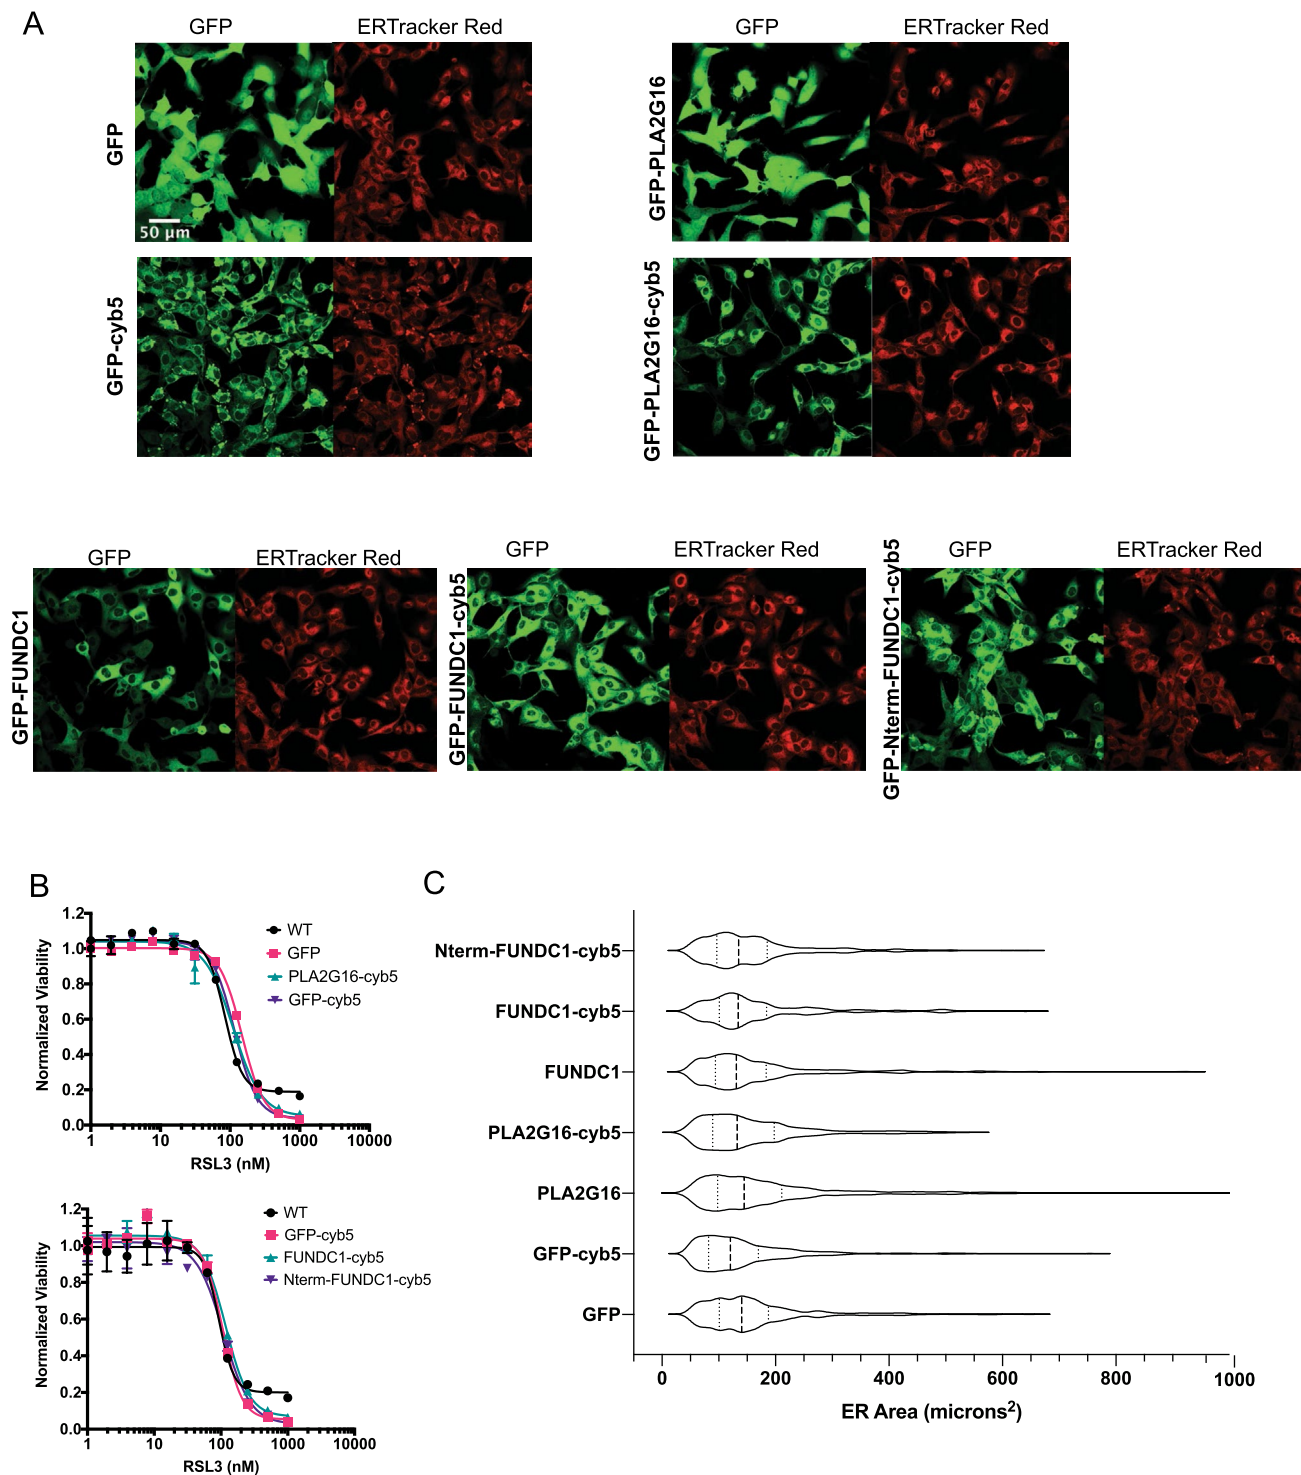 A
GFP ERTracker Red
GFP
50 µm
GFP-cyb5
GFP ERTracker Red
GFP-PLA2G16
GFP-PLA2G16-cyb5
GFP ERTracker Red
GFP-FUNDC1
GFP ERTracker Red
GFP-FUNDC1-cyb5
GFP ERTracker Red
GFP-Nterm-FUNDC1-cyb5
B
Normalized Viability
1.2
1.0
0.8
0.6
0.4
0.2
0.0
1 10 100 1000 10000
RSL3 (nM)
WT
GFP
PLA2G16-cyb5
GFP-cyb5
Normalized Viability
1.2
1.0
0.8
0.6
0.4
0.2
0.0
1 10 100 1000 10000
RSL3 (nM)
WT
GFP-cyb5
FUNDC1-cyb5
Nterm-FUNDC1-cyb5
C
Nterm-FUNDC1-cyb5
FUNDC1-cyb5
FUNDC1
PLA2G16-cyb5
PLA2G16
GFP-cyb5
GFP
0 200 400 600 800 1000
ER Area (microns²)